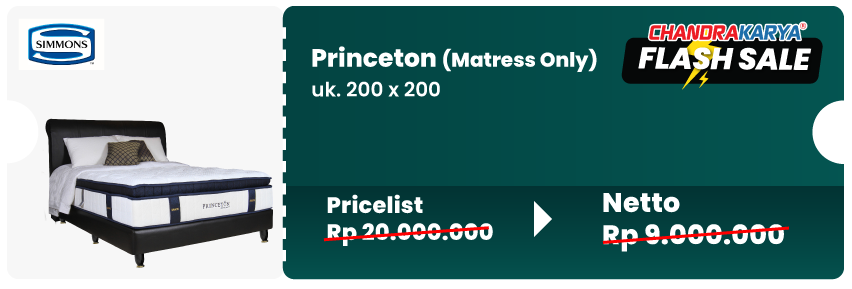 SIMMONS
CHANDRAKARYA®
FLASH SALE
Princeton (Matress Only)
uk. 200 x 200
PRINCETON
Pricelist
Rp 20.000.000
Netto
Rp 9.000.000